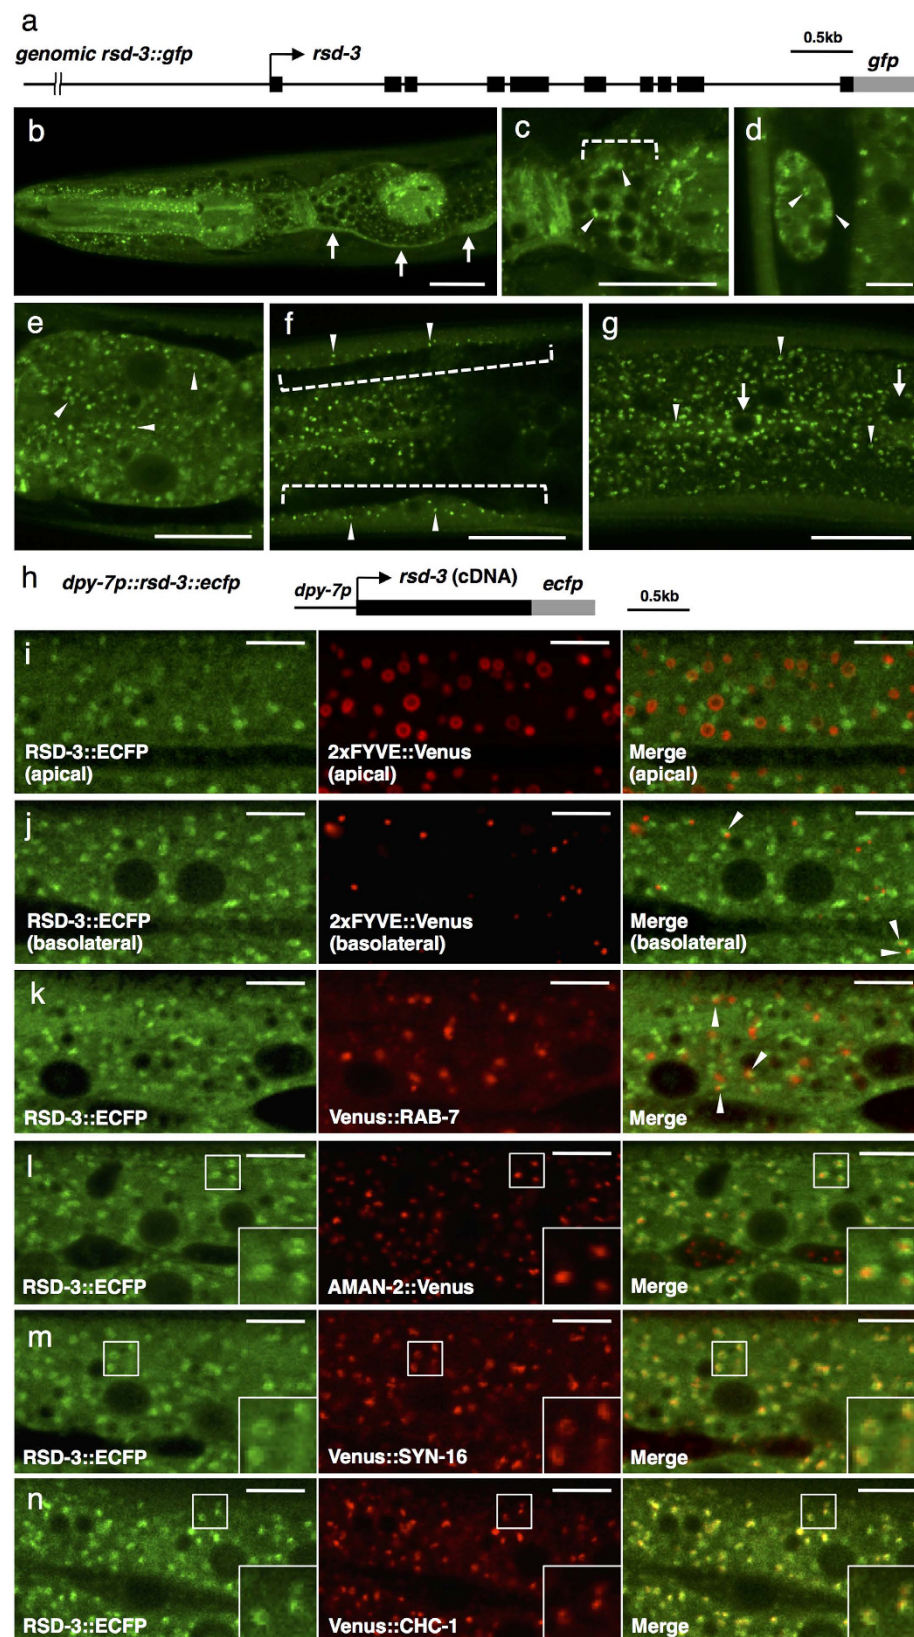 a
genomic rsd-3::gfp
rsd-3
0.5kb
gfp
b
c
d
e
f
g
h
dpy-7p::rsd-3::ecfp
dpy-7p
rsd-3 (cDNA)
ecfp
0.5kb
i
RSD-3::ECFP
(apical)
2xFYVE::Venus
(apical)
Merge
(apical)
j
RSD-3::ECFP
(basolateral)
2xFYVE::Venus
(basolateral)
Merge
(basolateral)
k
RSD-3::ECFP
Venus::RAB-7
Merge
l
RSD-3::ECFP
AMAN-2::Venus
Merge
m
RSD-3::ECFP
Venus::SYN-16
Merge
n
RSD-3::ECFP
Venus::CHC-1
Merge